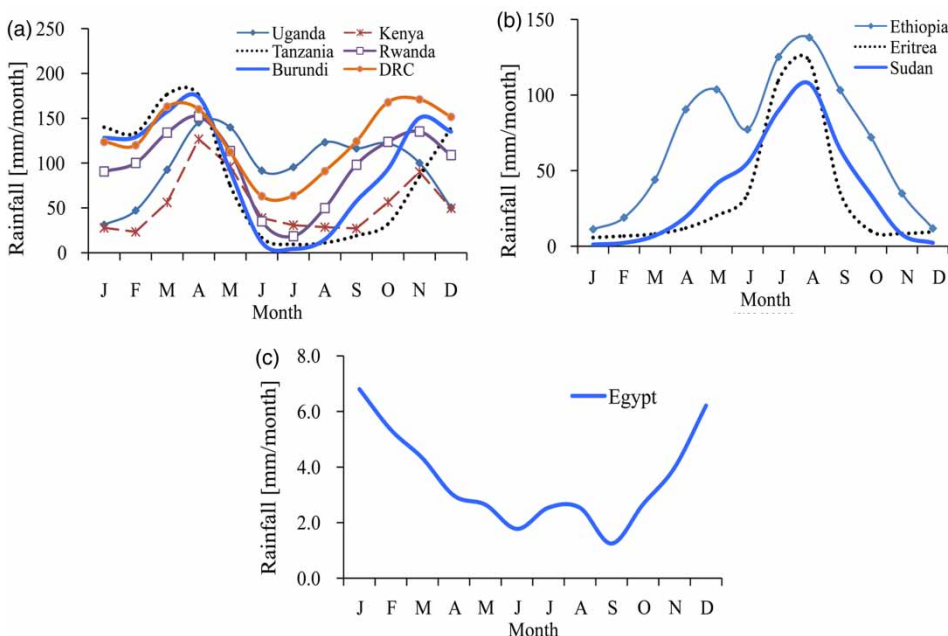 (a)
Uganda Kenya
Tanzania Rwanda
Burundi DRC
250
200
150
100
50
0
Rainfall [mm/month]
J F M A M J J A S O N D
Month
(b)
Ethiopia
Eritrea
Sudan
150
100
50
0
Rainfall [mm/month]
J F M A M J J A S O N D
Month
(c)
Egypt
8.0
6.0
4.0
2.0
0.0
Rainfall [mm/month]
J F M A M J J A S O N D
Month